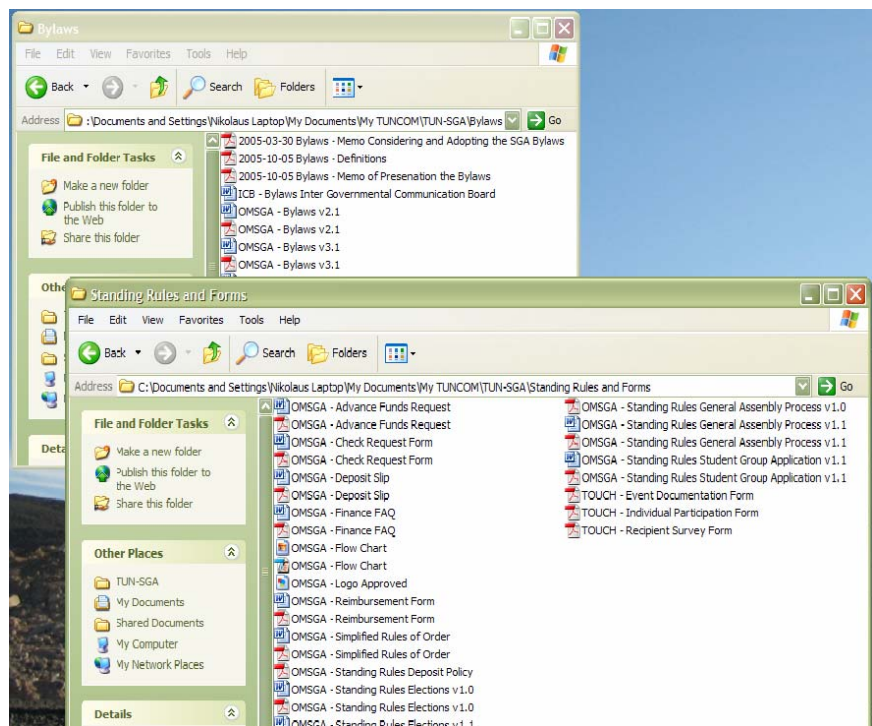 Bylaws
File Edit View Favorites Tools Help
Back Search Folders
Address :\Documents and Settings\Nikolaus Laptop\My Documents\My TUNCOM\TUN-SGA\Bylaws Go
File and Folder Tasks
Make a new folder
Publish this folder to
the Web
Share this folder
Othe
Deta
2005-03-30 Bylaws - Memo Considering and Adopting the SGA Bylaws
2005-10-05 Bylaws - Definitions
2005-10-05 Bylaws - Memo of Presenation the Bylaws
ICB - Bylaws Inter Governmental Communication Board
OMSGA - Bylaws v2.1
OMSGA - Bylaws v2.1
OMSGA - Bylaws v3.1
OMSGA - Bylaws v3.1
Standing Rules and Forms
File Edit View Favorites Tools Help
Back Search Folders
Address C:\Documents and Settings\Nikolaus Laptop\My Documents\My TUNCOM\TUN-SGA\Standing Rules and Forms Go
File and Folder Tasks
Make a new folder
Publish this folder to
the Web
Share this folder
Other Places
TUN-SGA
My Documents
Shared Documents
My Computer
My Network Places
Details
OMSGA - Advance Funds Request
OMSGA - Advance Funds Request
OMSGA - Check Request Form
OMSGA - Check Request Form
OMSGA - Deposit Slip
OMSGA - Deposit Slip
OMSGA - Finance FAQ
OMSGA - Finance FAQ
OMSGA - Flow Chart
OMSGA - Flow Chart
OMSGA - Logo Approved
OMSGA - Reimbursement Form
OMSGA - Reimbursement Form
OMSGA - Simplified Rules of Order
OMSGA - Simplified Rules of Order
OMSGA - Standing Rules Deposit Policy
OMSGA - Standing Rules Elections v1.0
OMSGA - Standing Rules Elections v1.0
OMSGA - Standing Rules Elections v1.1
OMSGA - Standing Rules General Assembly Process v1.0
OMSGA - Standing Rules General Assembly Process v1.1
OMSGA - Standing Rules General Assembly Process v1.1
OMSGA - Standing Rules Student Group Application v1.1
OMSGA - Standing Rules Student Group Application v1.1
TOUCH - Event Documentation Form
TOUCH - Individual Participation Form
TOUCH - Recipient Survey Form